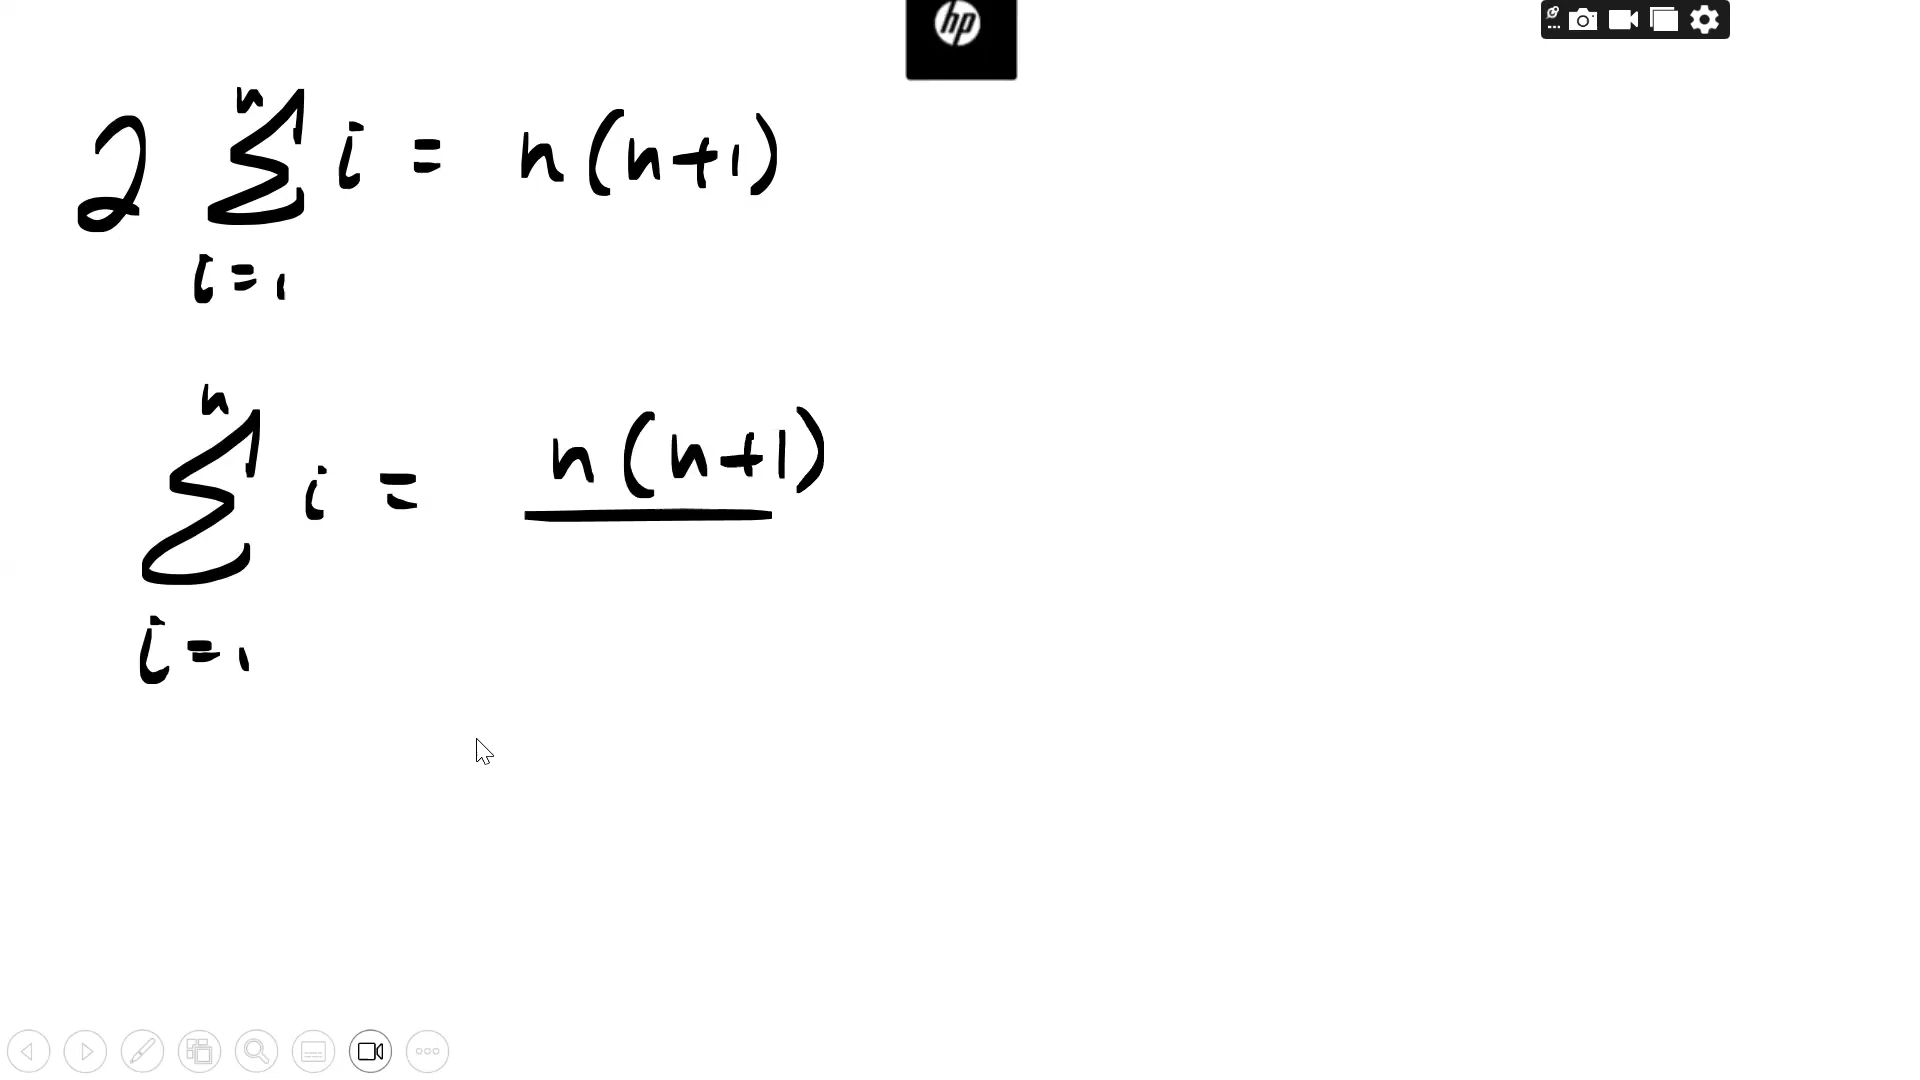 hp
2 n∑i=1 i = n(n+1)
n∑i=1 i = n(n+1)